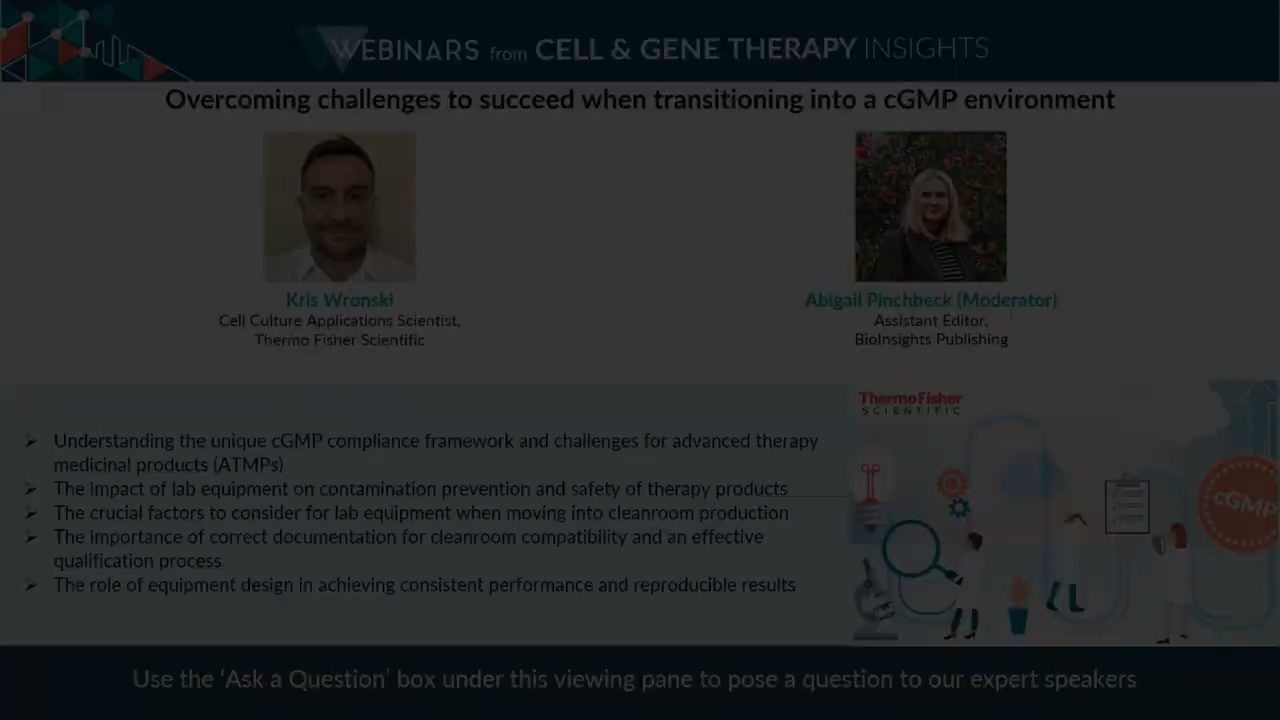 WEBINARS from CELL & GENE THERAPY INSIGHTS
Overcoming challenges to succeed when transitioning into a cGMP environment
Kris Wronski
Cell Culture Applications Scientist,
Thermo Fisher Scientific
Abigail Pinchbeck (Moderator)
Assistant Editor,
BioInsights Publishing
➢ Understanding the unique cGMP compliance framework and challenges for advanced therapy
medicinal products (ATMPs)
➢ The impact of lab equipment on contamination prevention and safety of therapy products
➢ The crucial factors to consider for lab equipment when moving into cleanroom production
➢ The importance of correct documentation for cleanroom compatibility and an effective
qualification process
➢ The role of equipment design in achieving consistent performance and reproducible results
ThermoFisher
SCIENTIFIC
cGMP
Use the ‘Ask a Question’ box under this viewing pane to pose a question to our expert speakers